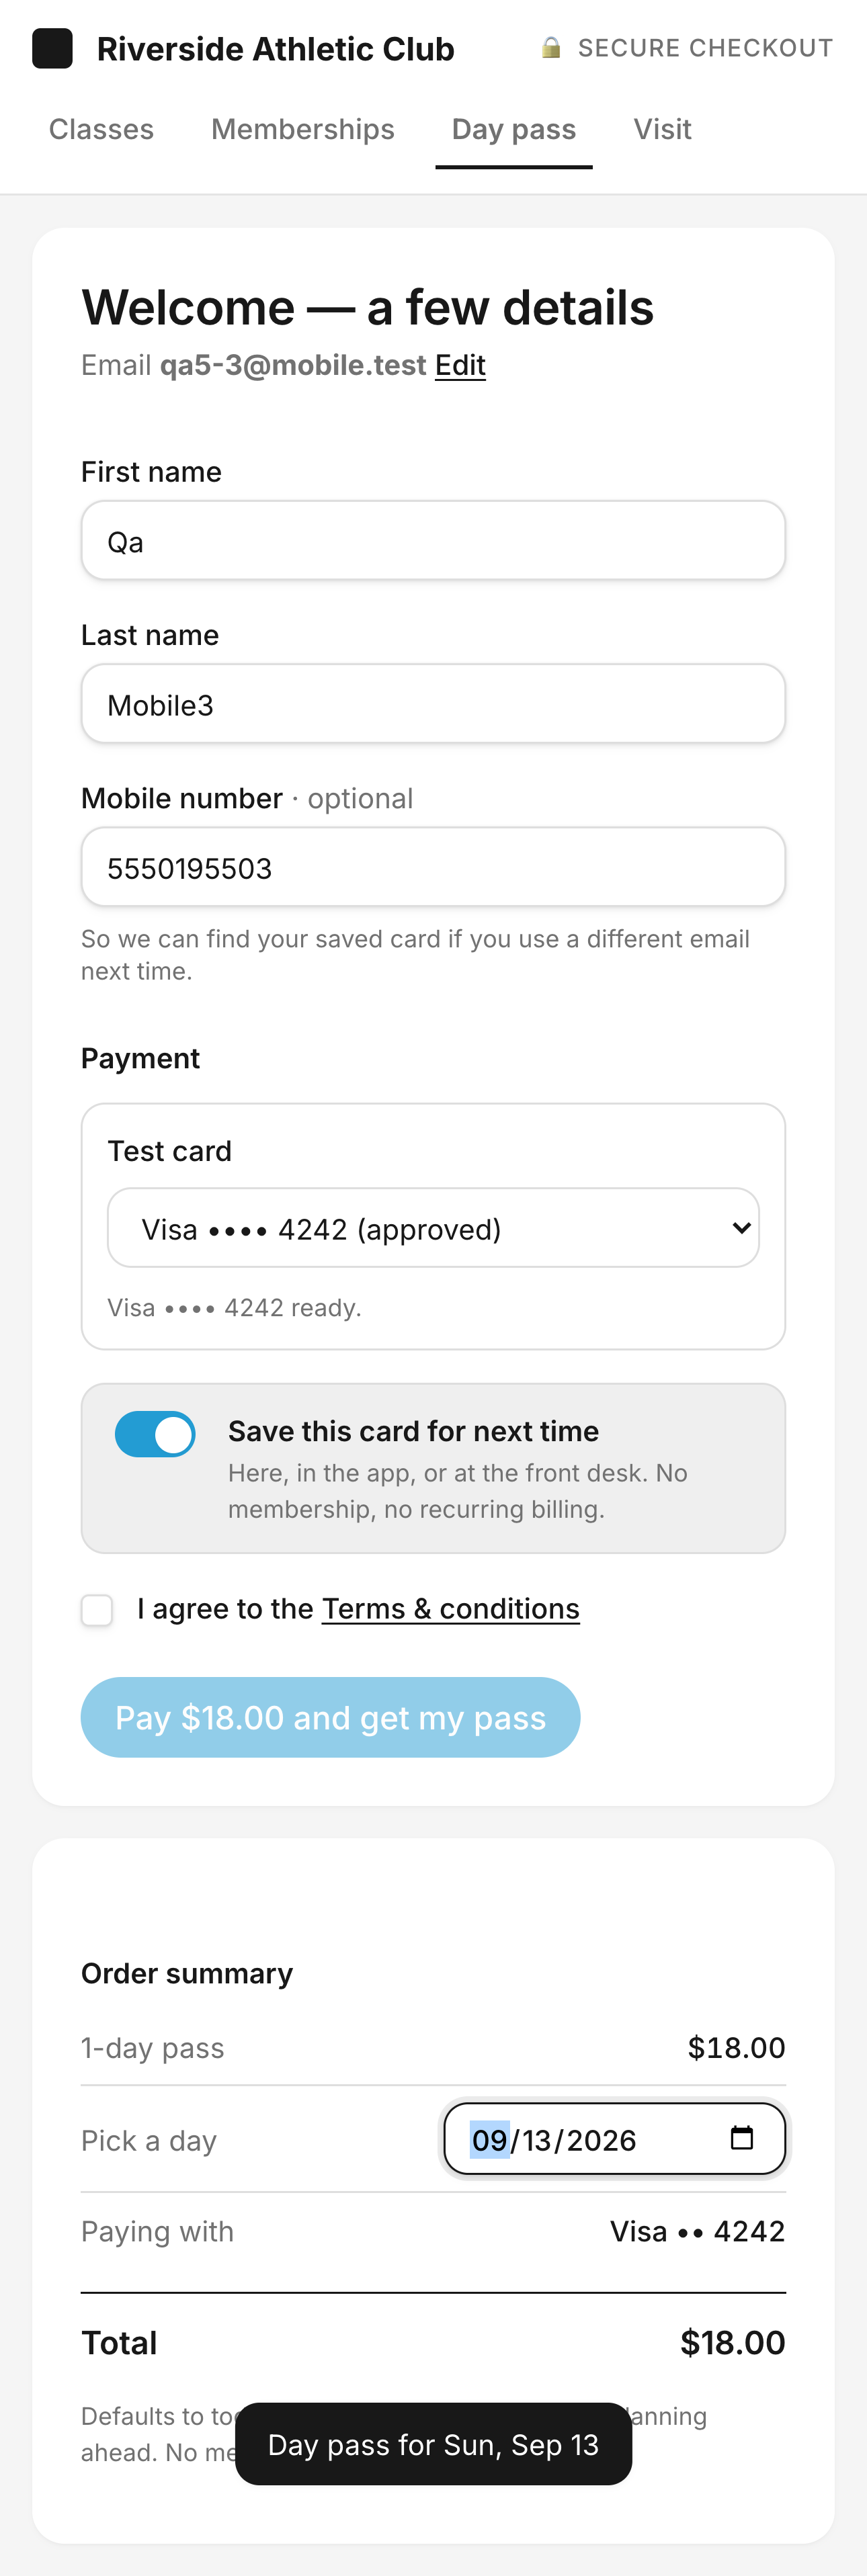 Riverside Athletic Club
🔒 SECURE CHECKOUT
Classes Memberships Day pass Visit
Welcome — a few details
Email qa5-3@mobile.test Edit
First name
Qa
Last name
Mobile3
Mobile number · optional
5550195503
So we can find your saved card if you use a different email
next time.
Payment
Test card
Visa •••• 4242 (approved)
Visa •••• 4242 ready.
Save this card for next time
Here, in the app, or at the front desk. No
membership, no recurring billing.
I agree to the Terms & conditions
Pay $18.00 and get my pass
Order summary
1-day pass $18.00
Pick a day 09/13/2026
Paying with Visa •• 4242
Total $18.00
Defaults to
ahead. No
Day pass for Sun, Sep 13